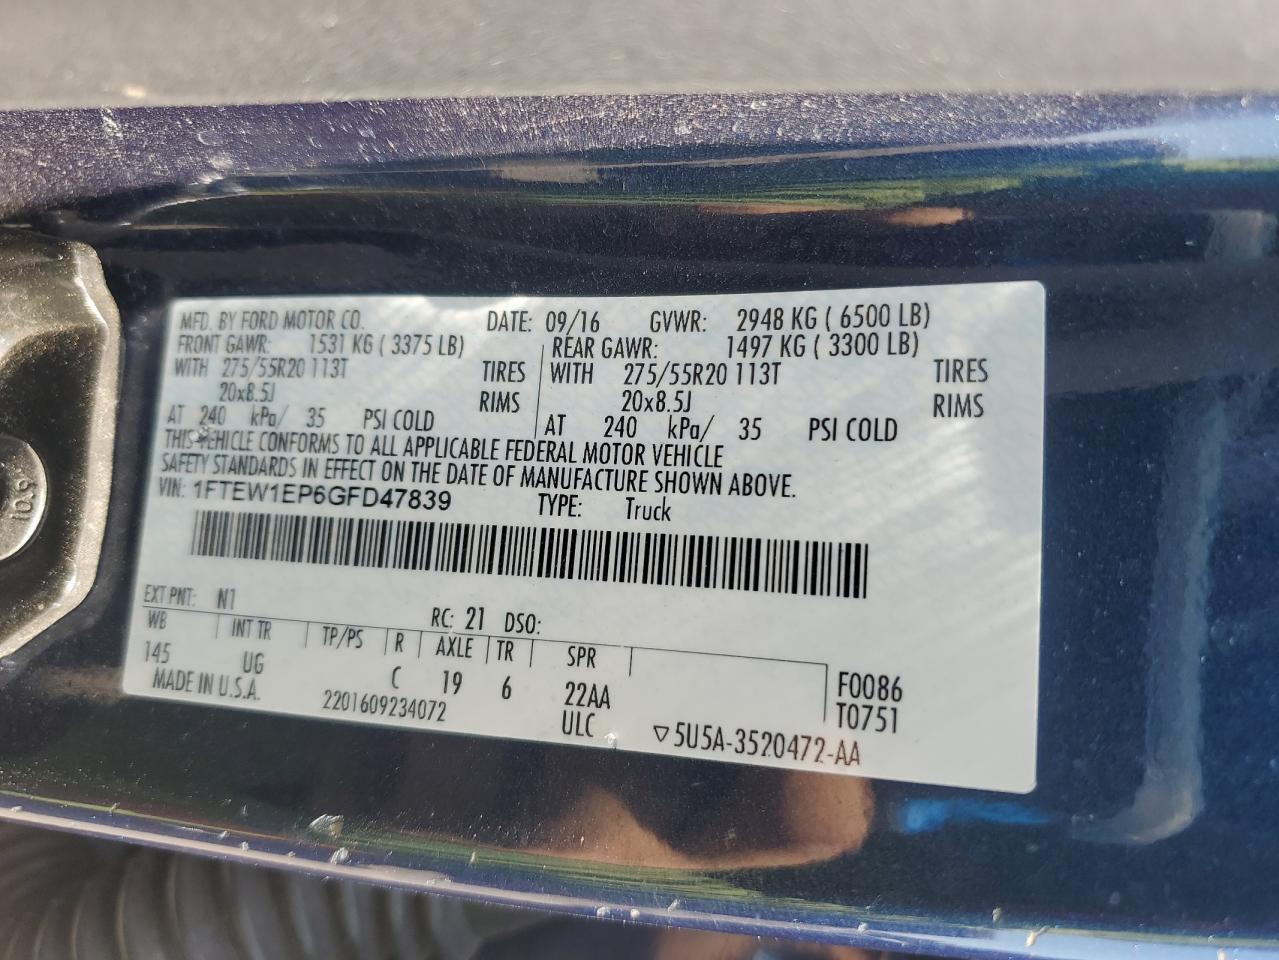 MFD. BY FORD MOTOR CO. DATE: 09/16 GVWR: 2948 KG ( 6500 LB)
FRONT GAWR: 1531 KG ( 3375 LB) REAR GAWR: 1497 KG ( 3300 LB)
WITH 275/55R20 113T TIRES WITH 275/55R20 113T TIRES
20x8.5J RIMS 20x8.5J RIMS
AT 240 kPa/ 35 PSI COLD AT 240 kPa/ 35 PSI COLD
THIS VEHICLE CONFORMS TO ALL APPLICABLE FEDERAL MOTOR VEHICLE
SAFETY STANDARDS IN EFFECT ON THE DATE OF MANUFACTURE SHOWN ABOVE.
VIN: 1FTEW1EP6GFD47839 TYPE: Truck
EXT PNT: N1 RC: 21 DSO:
WB INT TR TP/PS R AXLE TR SPR
145 UG C 19 6 22AA F0086
MADE IN U.S.A. 2201609234072 ULC T0751
▽5U5A-3520472-AA
10.9